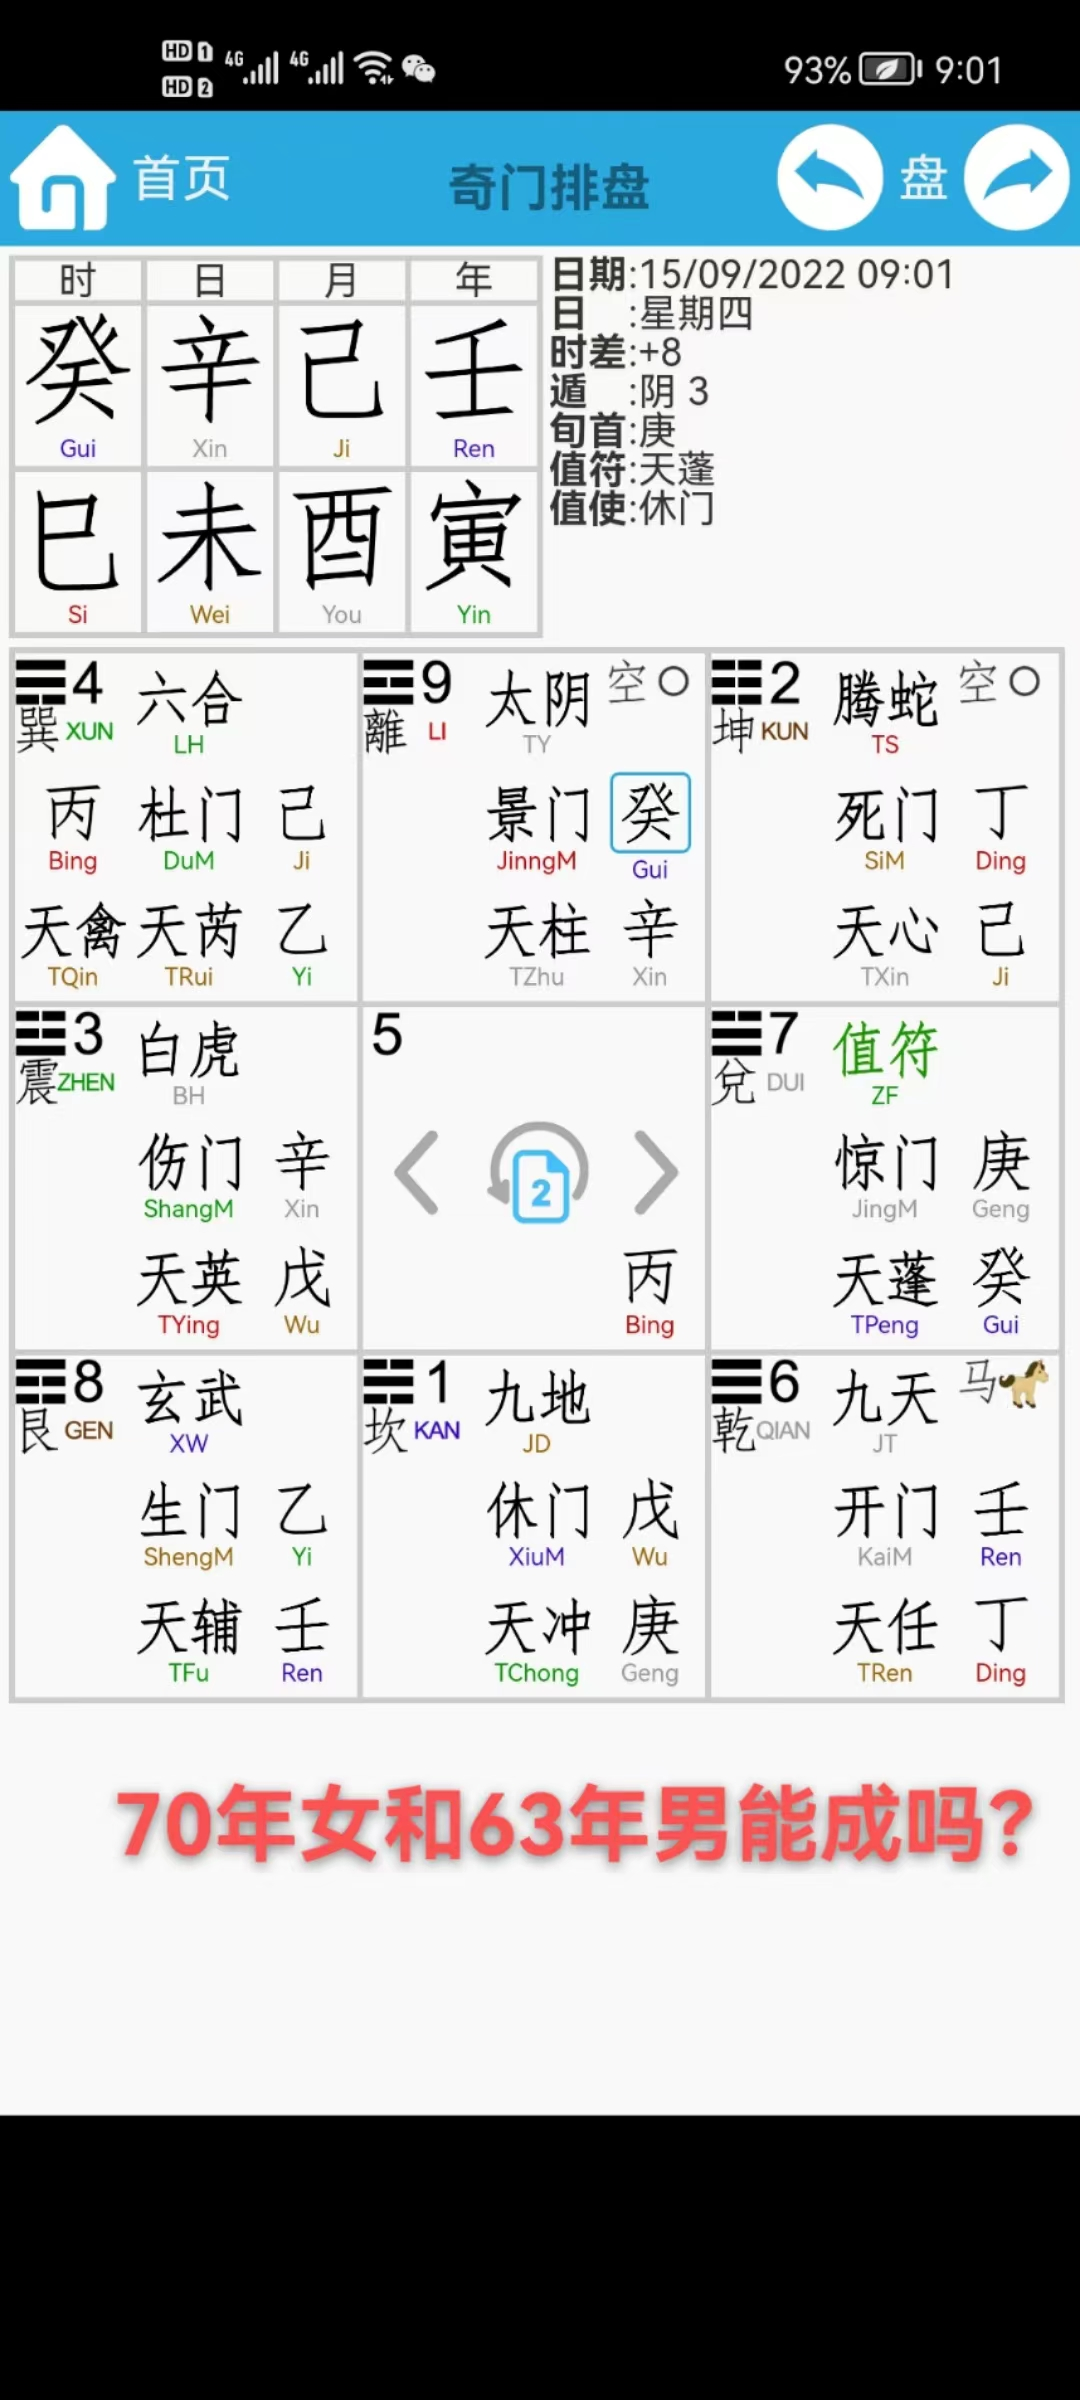 HD 1 4G 4G 93% 9:01
HD 2
首页 奇门排盘 盘
时 日 月 年
癸 辛 己 壬
Gui Xin Ji Ren
巳 未 酉 寅
Si Wei You Yin
日期:15/09/2022 09:01
日 :星期四
时差:+8
遁 :阴 3
旬首:庚
值符:天蓬
值使:休门
4 六合
巽 XUN LH
丙 杜门 己
Bing DuM Ji
天禽 天芮 乙
TQin TRui Yi
9 太阴 空
離 LI TY
景门 癸
JinngM Gui
天柱 辛
TZhu Xin
2 腾蛇 空
坤 KUN TS
死门 丁
SiM Ding
天心 己
TXin Ji
3 白虎
震 ZHEN BH
伤门 辛
ShangM Xin
天英 戊
TYing Wu
5
2
丙
Bing
7 值符
兌 DUI ZF
惊门 庚
JingM Geng
天蓬 癸
TPeng Gui
8 玄武
艮 GEN XW
生门 乙
ShengM Yi
天辅 壬
TFu Ren
1 九地
坎 KAN JD
休门 戊
XiuM Wu
天冲 庚
TChong Geng
6 九天 马
乾 QIAN JT
开门 壬
KaiM Ren
天任 丁
TRen Ding
70年女和63年男能成吗?